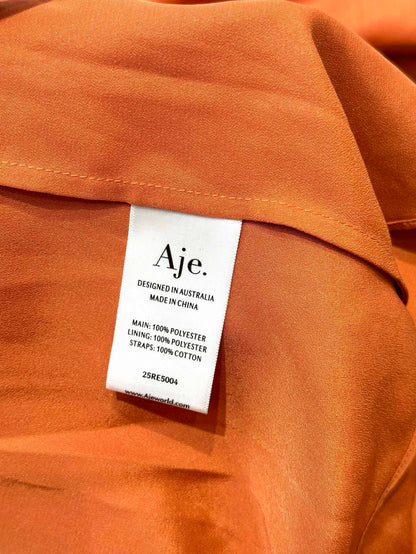 Aje.
DESIGNED IN AUSTRALIA
MADE IN CHINA
MAIN: 100% POLYESTER
LINING: 100% POLYESTER
STRAPS: 100% COTTON
25RE5004
www.Ajeworld.com